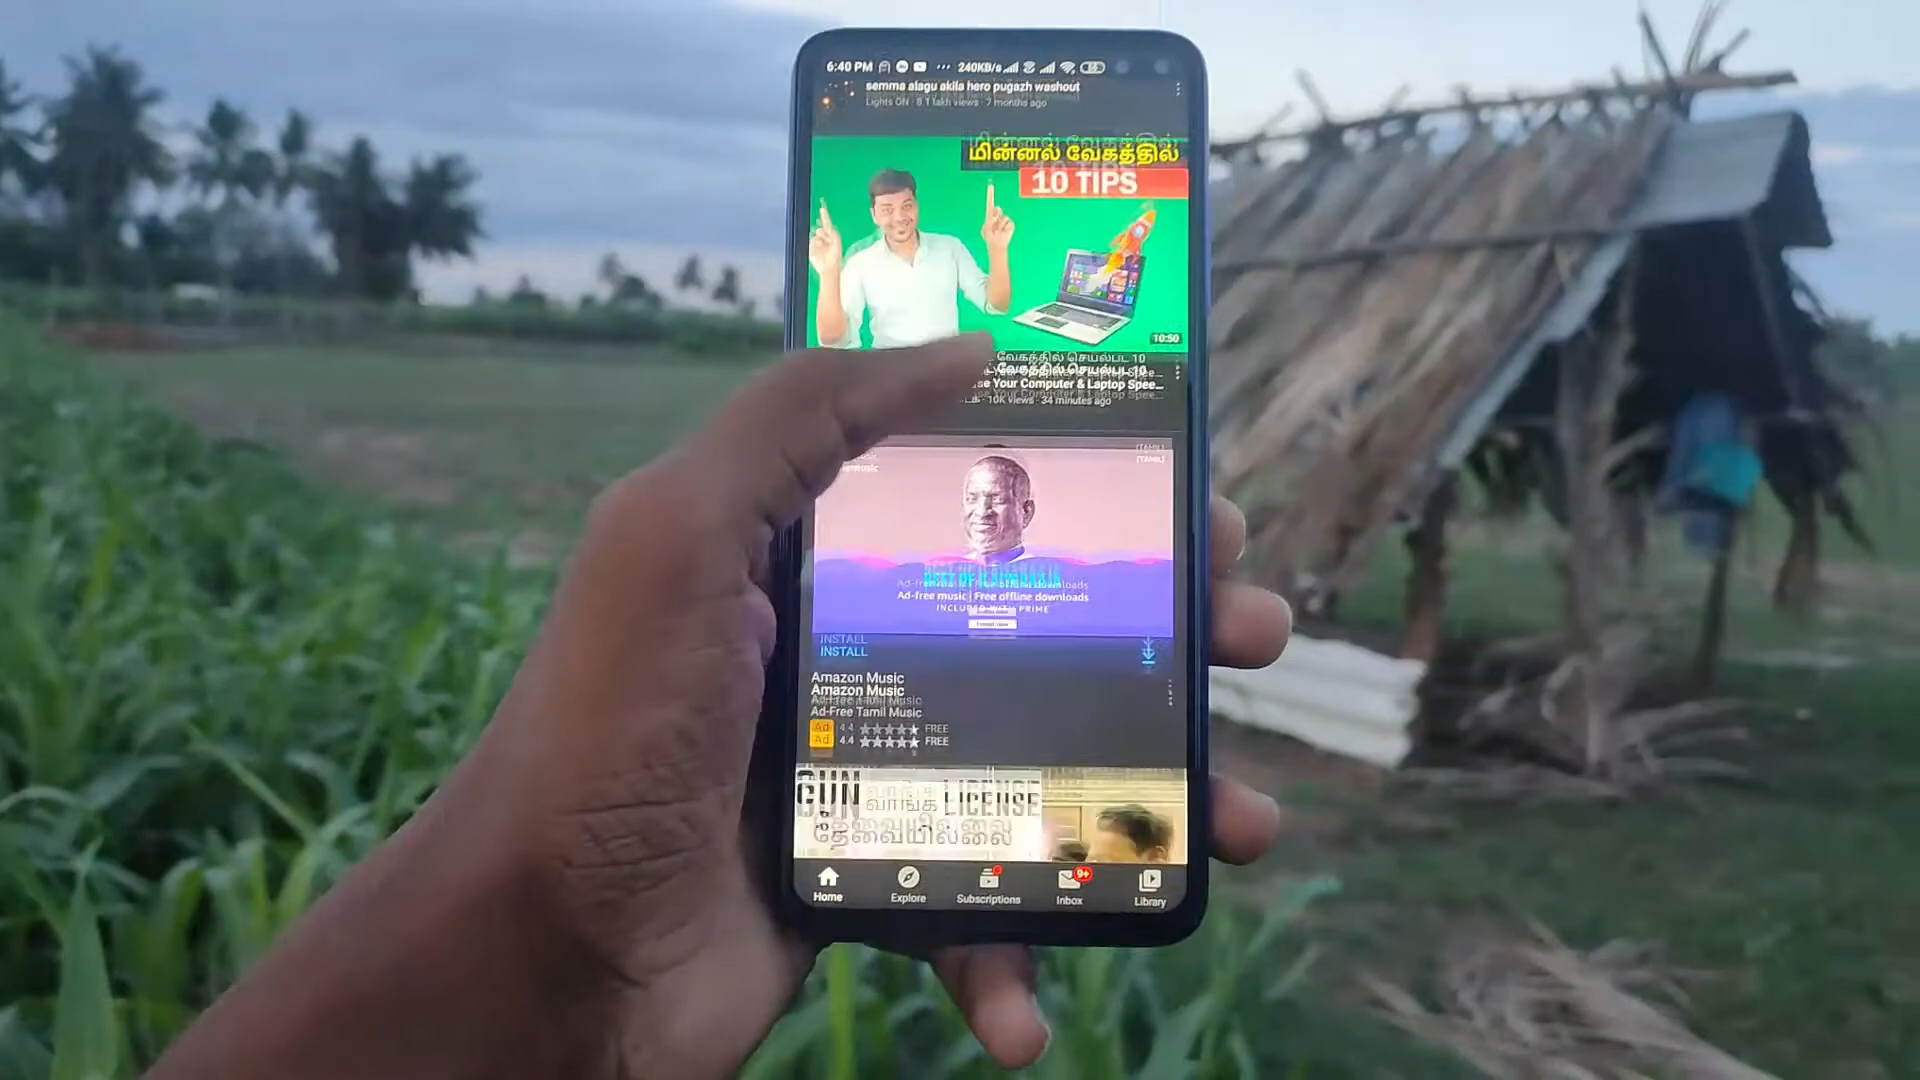 6:40 PM
240KB/s
semma alagu akila hero pugazh washout
Lights ON · 8.1 lakh views · 7 months ago
மின்னல் வேகத்தில்
10 TIPS
10:50
வேகத்தில் செயல்பட 10
se Your Computer & Laptop Spee...
10K views · 34 minutes ago
(TAMIL)
Ad-free music | Free offline downloads
INCLUDED WITH PRIME
INSTALL
Amazon Music
Ad-Free Tamil Music
Ad 4.4 FREE
GUN வாங்க LICENSE
தேவையில்லை
Home
Explore
Subscriptions
9+
Inbox
Library